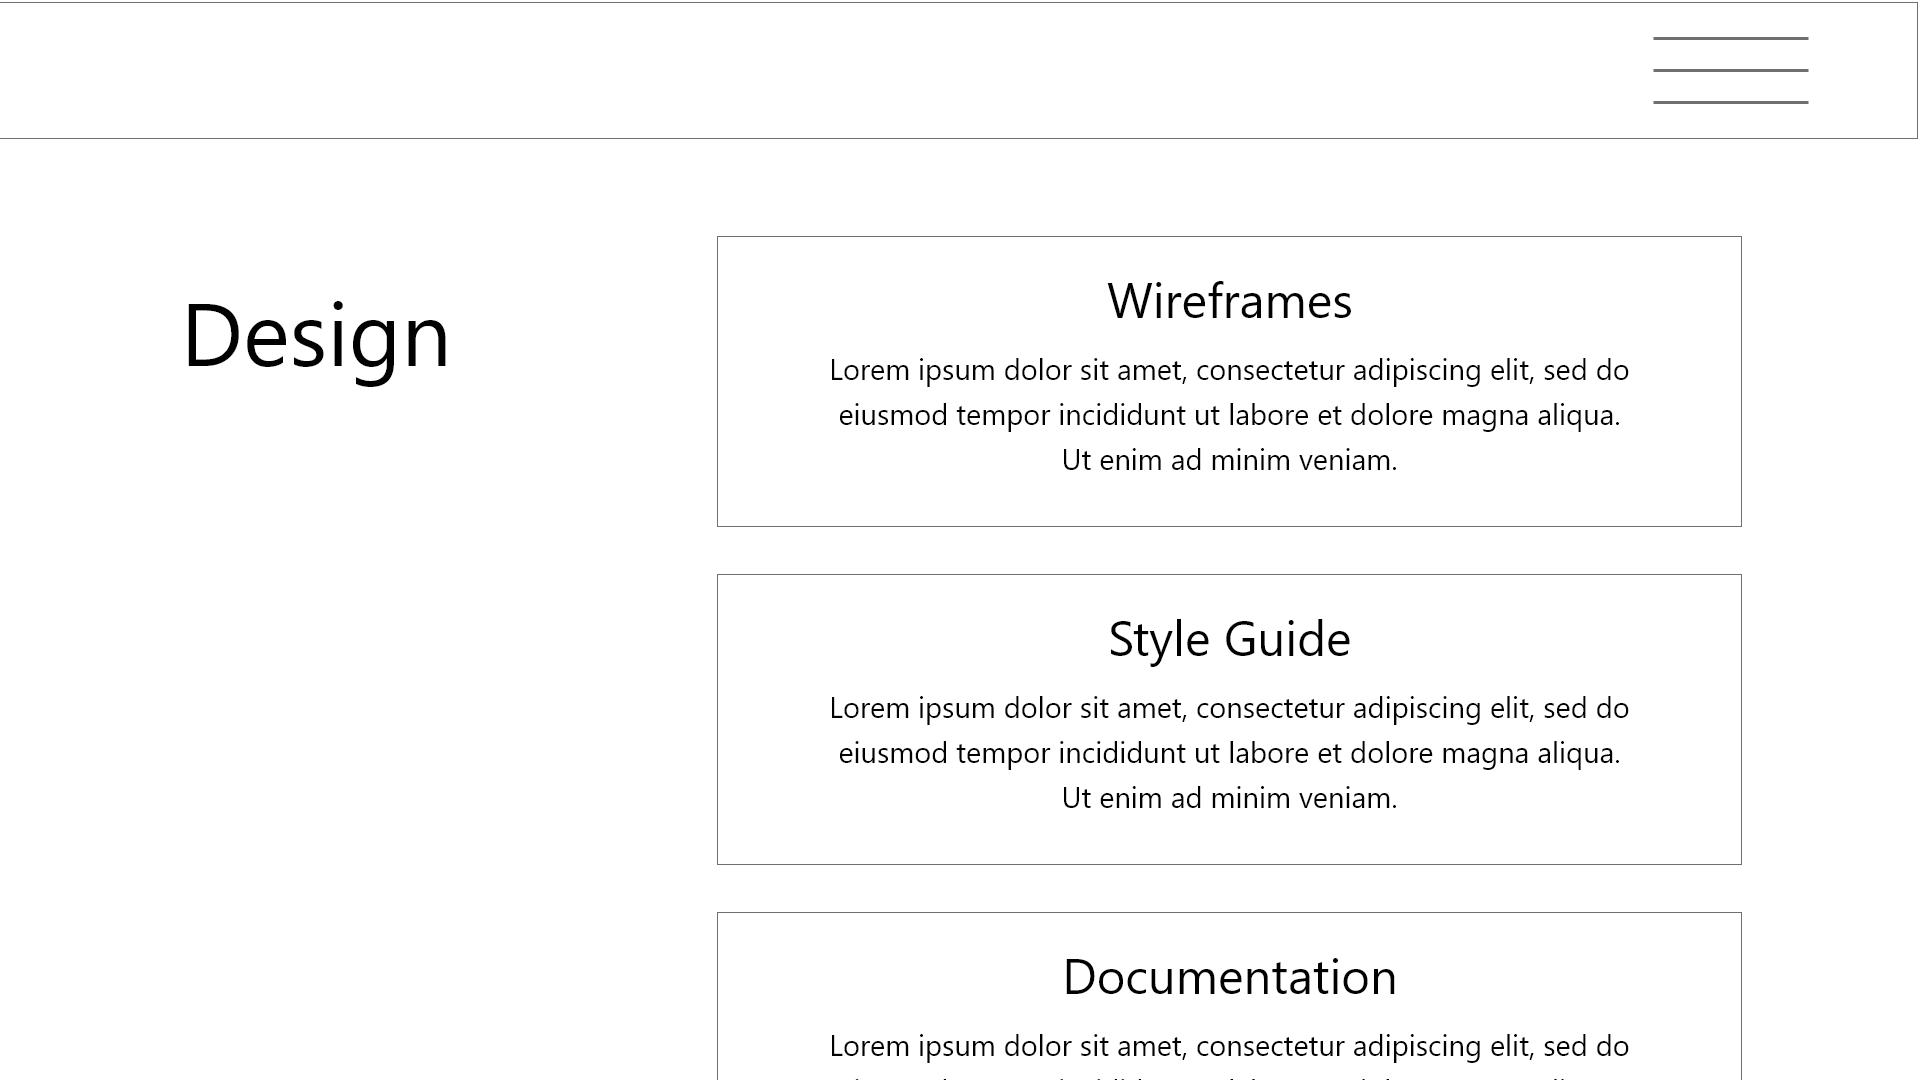 Design
Wireframes
Lorem ipsum dolor sit amet, consectetur adipiscing elit, sed do
eiusmod tempor incididunt ut labore et dolore magna aliqua.
Ut enim ad minim veniam.
Style Guide
Lorem ipsum dolor sit amet, consectetur adipiscing elit, sed do
eiusmod tempor incididunt ut labore et dolore magna aliqua.
Ut enim ad minim veniam.
Documentation
Lorem ipsum dolor sit amet, consectetur adipiscing elit, sed do